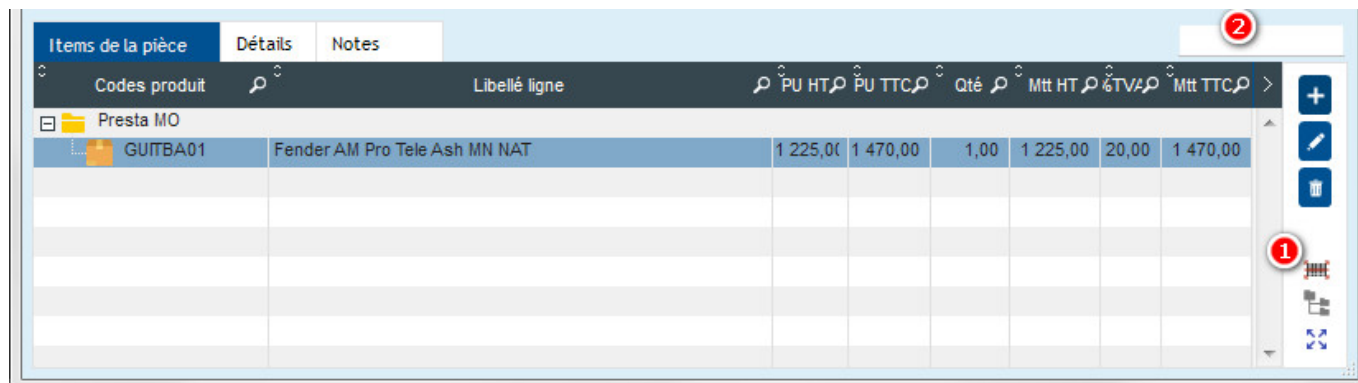 2
Items de la pièce Détails Notes
Codes produit Libellé ligne PU HT PU TTC Qté Mtt HT TVA Mtt TTC
Presta MO
GUITBA01 Fender AM Pro Tele Ash MN NAT 1 225,0( 1 470,00 1,00 1 225,00 20,00 1 470,00
1